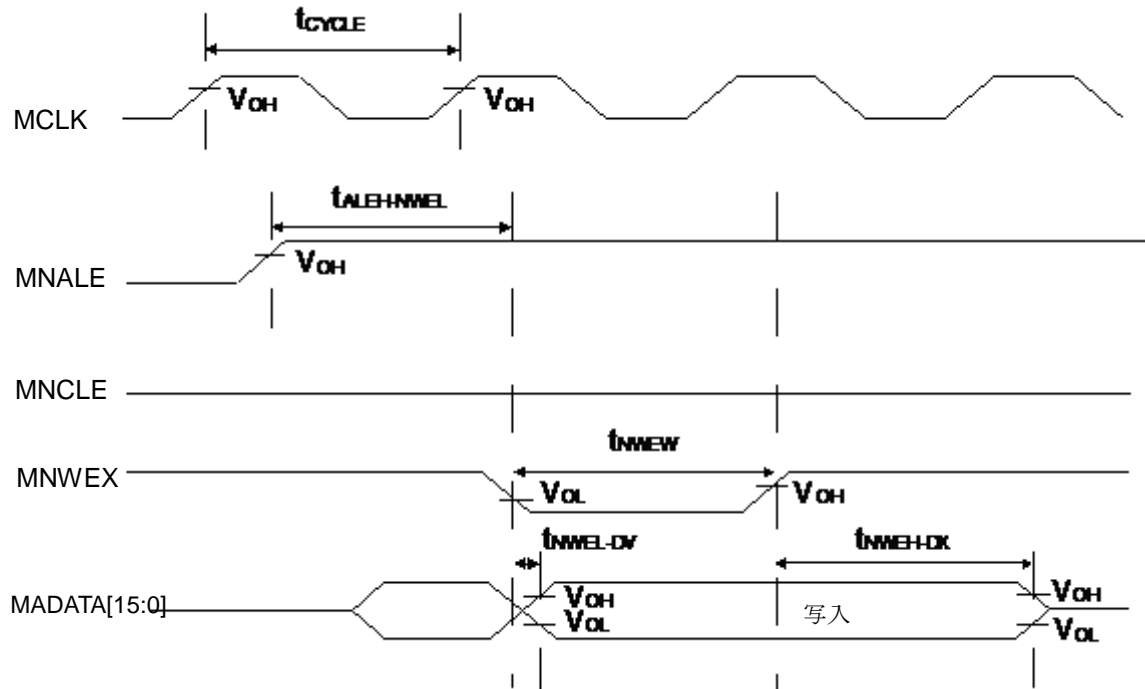 tCYCLE
MCLK
VOH
VOH
tALEH-NWEL
MNALE
VOH
MNCLE
tNWEW
MNWEX
VOL
VOH
tNWEL-DV
tNWEH-DX
MADATA[15:0]
VOH
VOL
写入
VOH
VOL